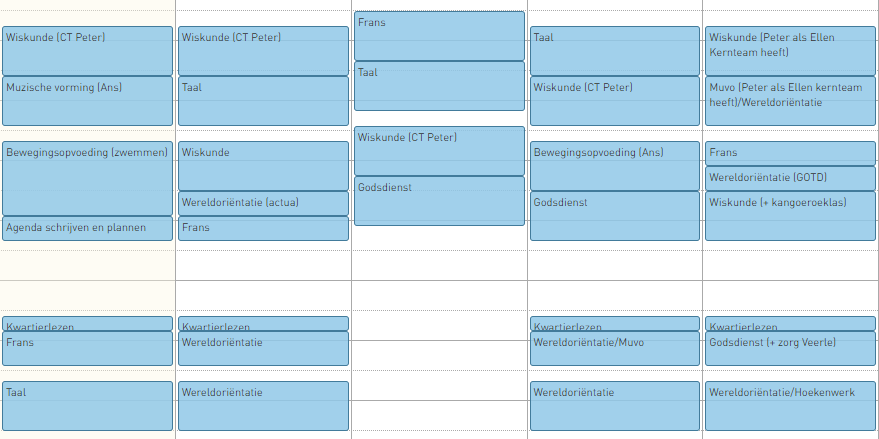 Wiskunde (CT Peter)
Muzische vorming (Ans)
Bewegingsopvoeding (zwemmen)
Agenda schrijven en plannen
Kwartierlezen
Frans
Taal
Wiskunde (CT Peter)
Taal
Wiskunde
Wereldoriëntatie (actua)
Frans
Kwartierlezen
Wereldoriëntatie
Wereldoriëntatie
Frans
Taal
Wiskunde (CT Peter)
Godsdienst
Taal
Wiskunde (CT Peter)
Bewegingsopvoeding (Ans)
Godsdienst
Kwartierlezen
Wereldoriëntatie/Muvo
Wereldoriëntatie
Wiskunde (Peter als Ellen
Kernteam heeft)
Muvo (Peter als Ellen kernteam
heeft)/Wereldoriëntatie
Frans
Wereldoriëntatie (GOTD)
Wiskunde (+ kangoeroeklas)
Kwartierlezen
Godsdienst (+ zorg Veerle)
Wereldoriëntatie/Hoekenwerk